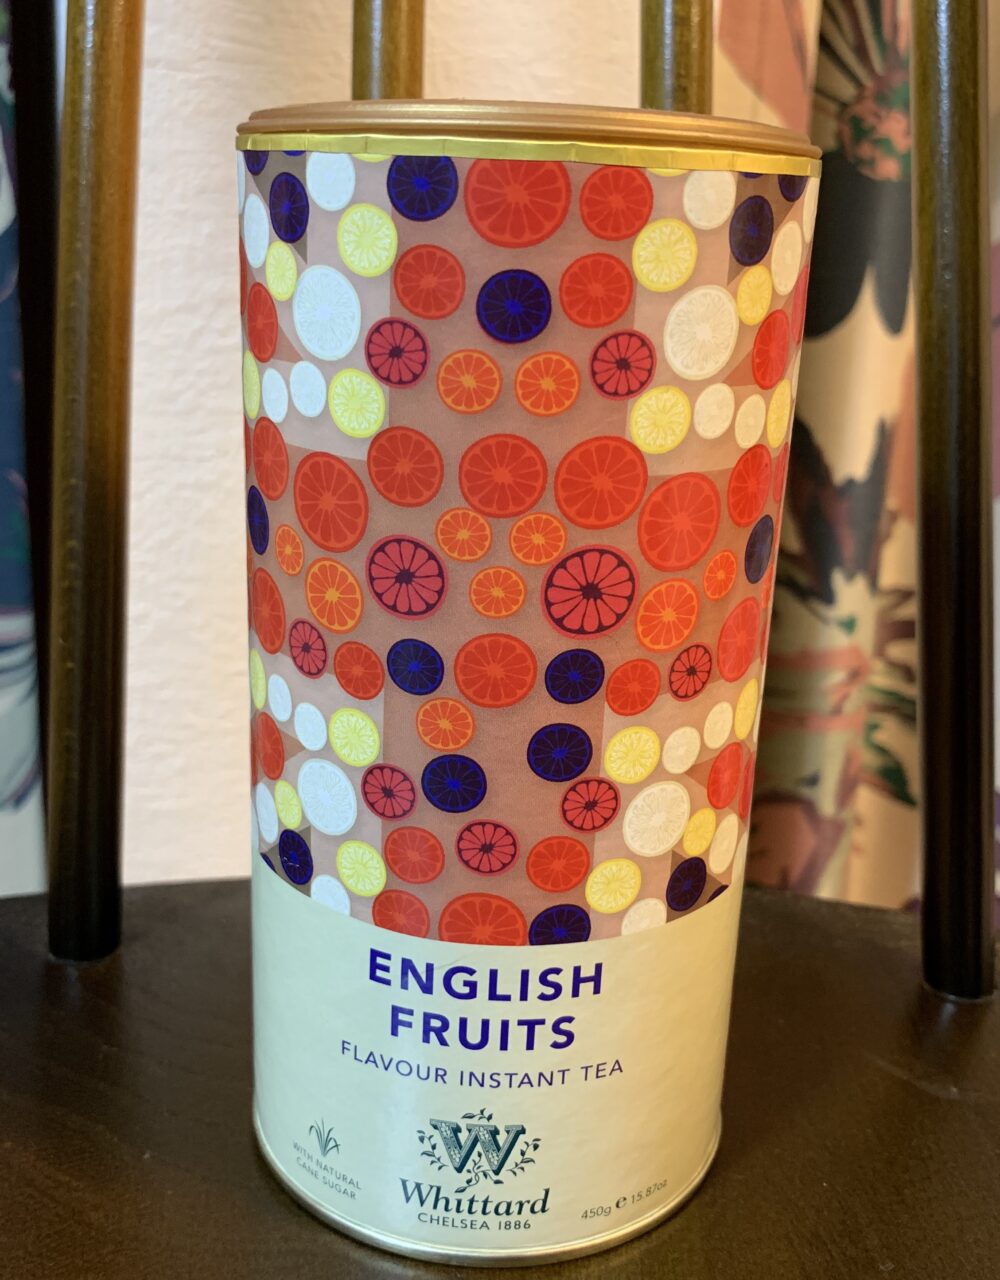 ENGLISH
FRUITS
FLAVOUR INSTANT TEA
WITH NATURAL
CANE SUGAR
W
Whittard
CHELSEA 1886
450g e 15.87oz